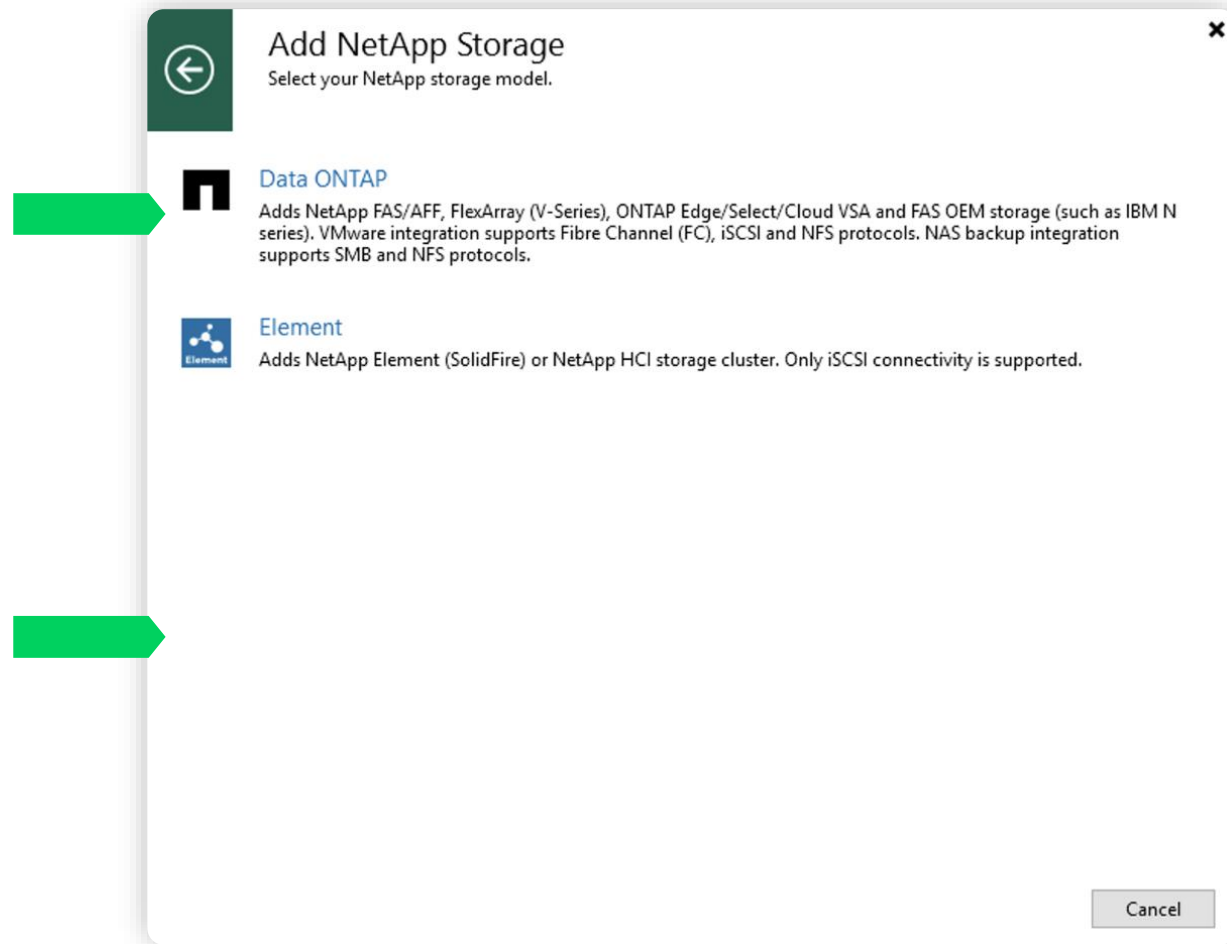 Add NetApp Storage
Select your NetApp storage model.
Data ONTAP
Adds NetApp FAS/AFF, FlexArray (V-Series), ONTAP Edge/Select/Cloud VSA and FAS OEM storage (such as IBM N
series). VMware integration supports Fibre Channel (FC), iSCSI and NFS protocols. NAS backup integration
supports SMB and NFS protocols.
Element
Element
Adds NetApp Element (SolidFire) or NetApp HCI storage cluster. Only iSCSI connectivity is supported.
Cancel